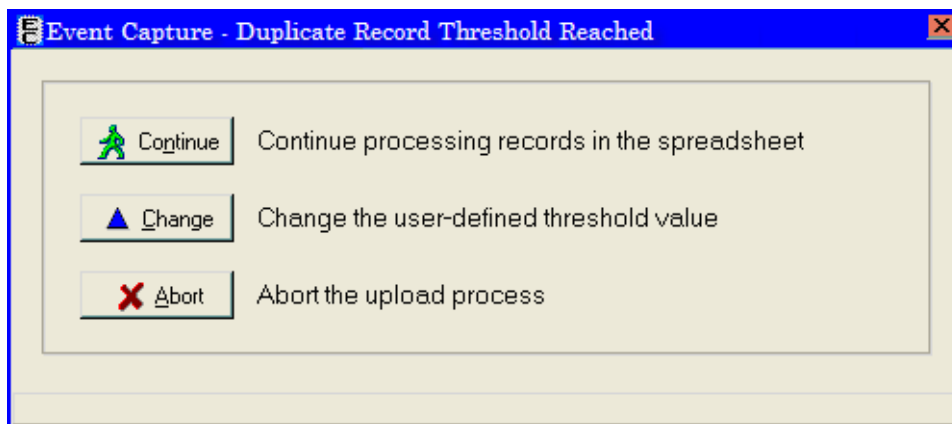 Event Capture - Duplicate Record Threshold Reached
Continue Continue processing records in the spreadsheet
Change Change the user-defined threshold value
Abort Abort the upload process